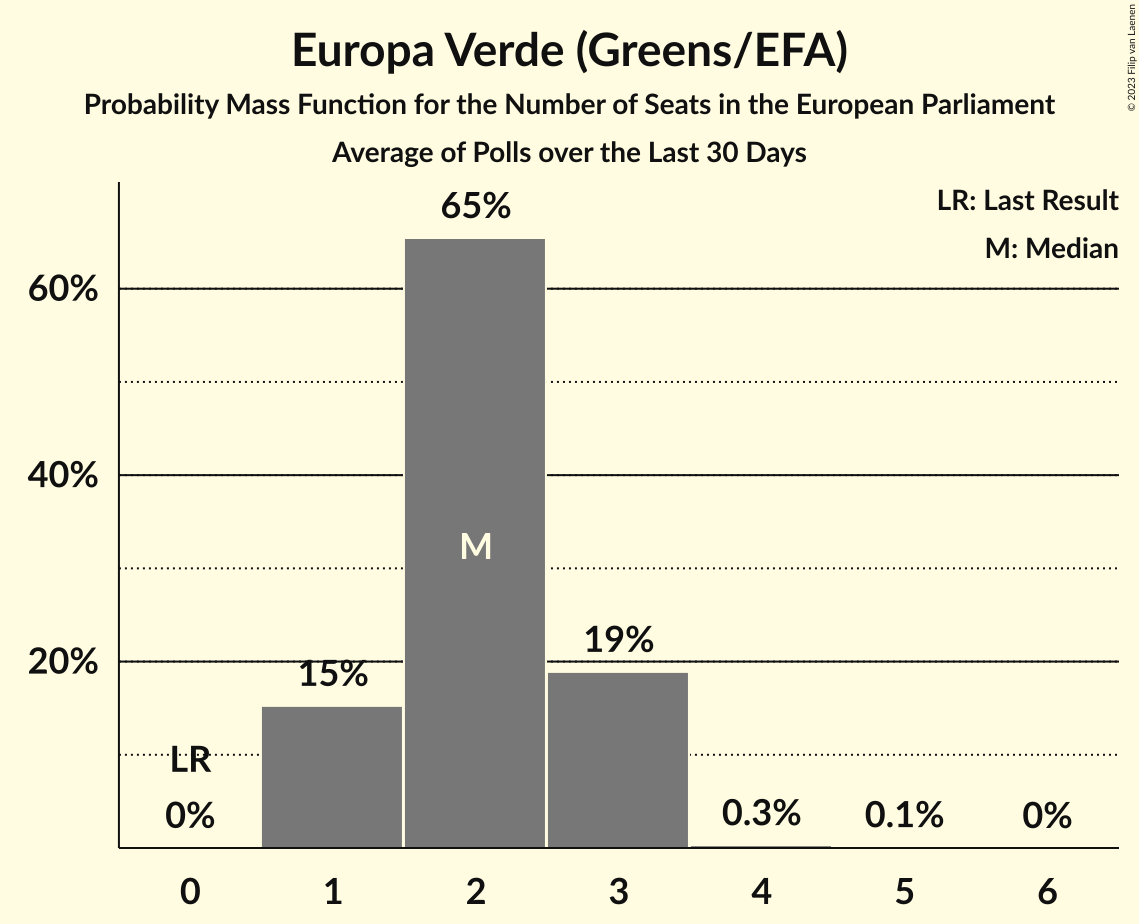 Europa Verde (Greens/EFA)
Probability Mass Function for the Number of Seats in the European Parliament
Average of Polls over the Last 30 Days
© 2023 Filip van Laenen
LR: Last Result
M: Median
65%
60%
40%
M
19%
20%
15%
LR
0%
0.3%
0.1%
0%
0 1 2 3 4 5 6